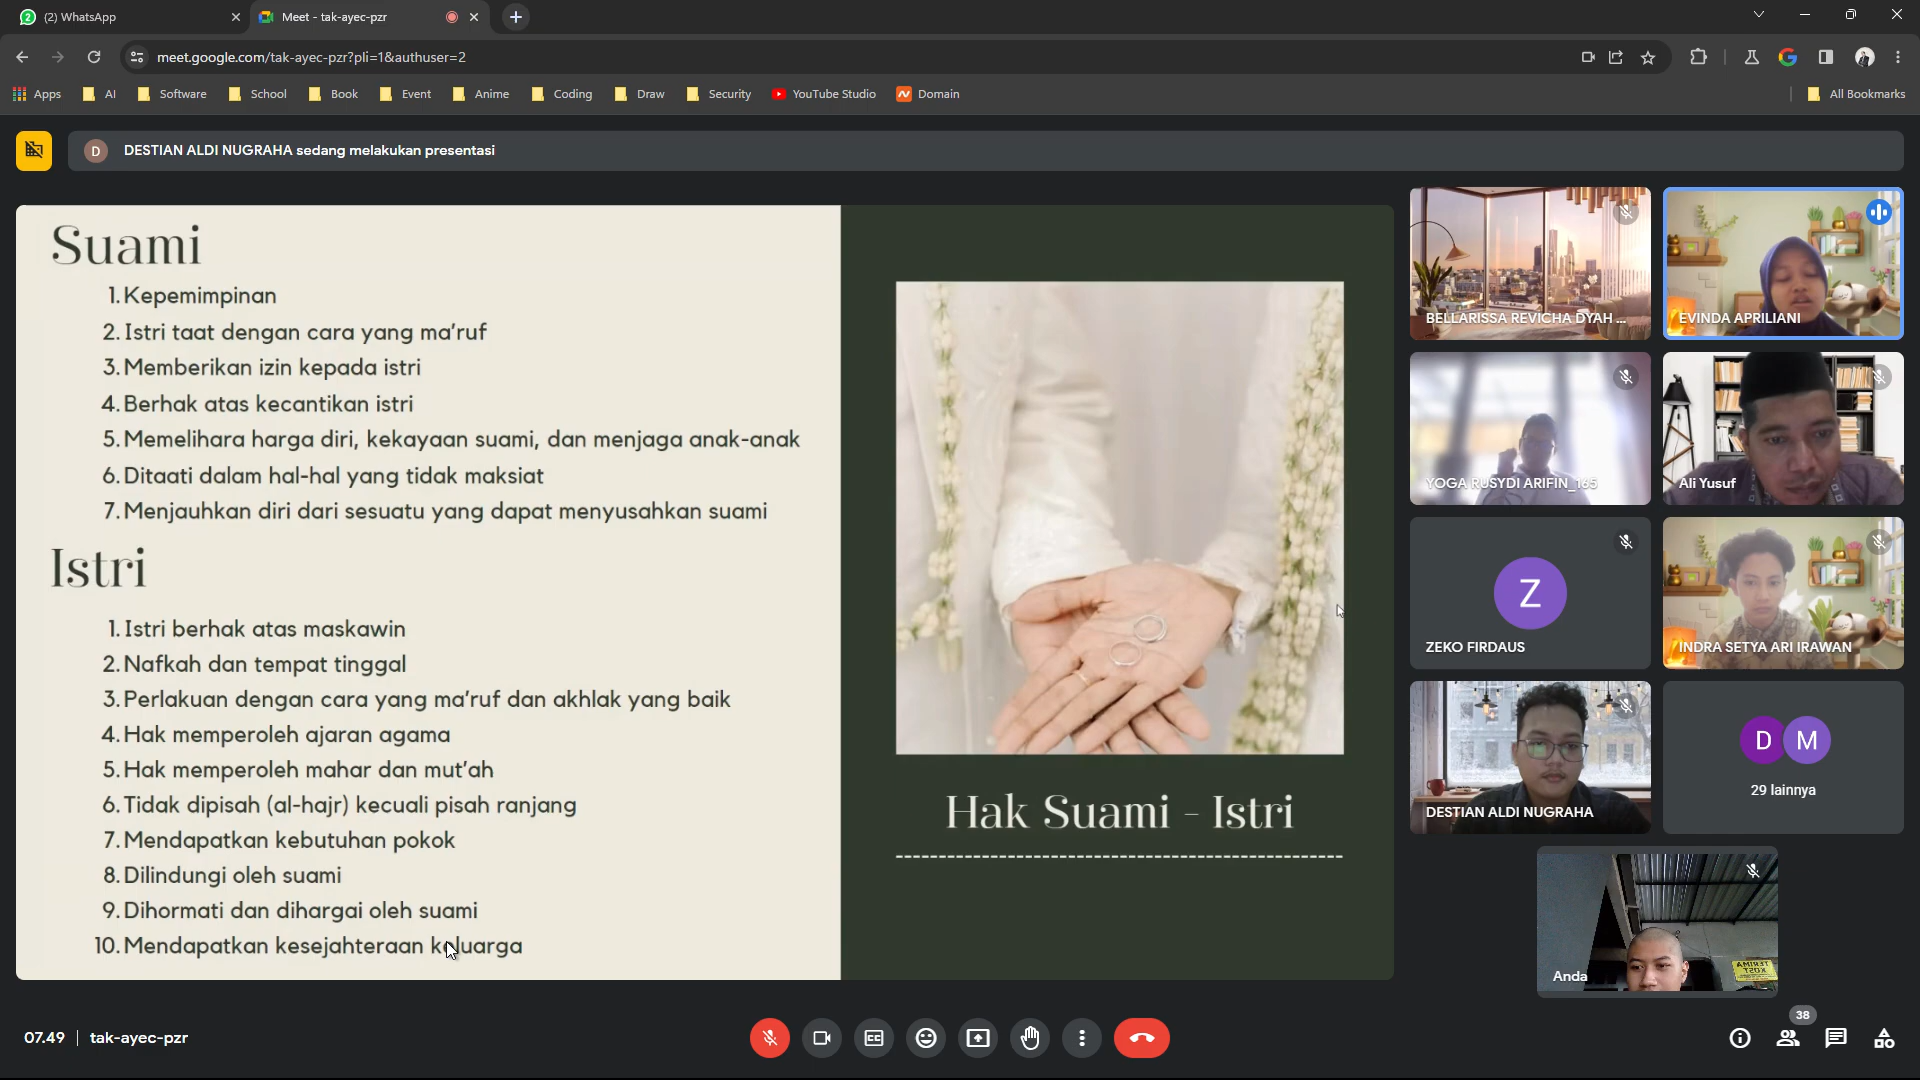 (2) WhatsApp
Meet - tak-ayec-pzr
meet.google.com/tak-ayec-pzr?pli=1&authuser=2
Apps
AI
Software
School
Book
Event
Anime
Coding
Draw
Security
YouTube Studio
Domain
All Bookmarks
D
DESTIAN ALDI NUGRAHA sedang melakukan presentasi
Suami
1. Kepemimpinan
2. Istri taat dengan cara yang ma'ruf
3. Memberikan izin kepada istri
4. Berhak atas kecantikan istri
5. Memelihara harga diri, kekayaan suami, dan menjaga anak-anak
6. Ditaati dalam hal-hal yang tidak maksiat
7. Menjauhkan diri dari sesuatu yang dapat menyusahkan suami
Istri
1. Istri berhak atas maskawin
2. Nafkah dan tempat tinggal
3. Perlakuan dengan cara yang ma'ruf dan akhlak yang baik
4. Hak memperoleh ajaran agama
5. Hak memperoleh mahar dan mut'ah
6. Tidak dipisah (al-hajr) kecuali pisah ranjang
7. Mendapatkan kebutuhan pokok
8. Dilindungi oleh suami
9. Dihormati dan dihargai oleh suami
10. Mendapatkan kesejahteraan keluarga
Hak Suami - Istri
BELLARISSA REVICHA DYAH ...
EVINDA APRILIANI
YOGA RUSYDI ARIFIN_165
Ali Yusuf
Z
ZEKO FIRDAUS
INDRA SETYA ARI IRAWAN
DESTIAN ALDI NUGRAHA
D M
29 lainnya
TERIMA
KOST
Anda
07.49 | tak-ayec-pzr
38